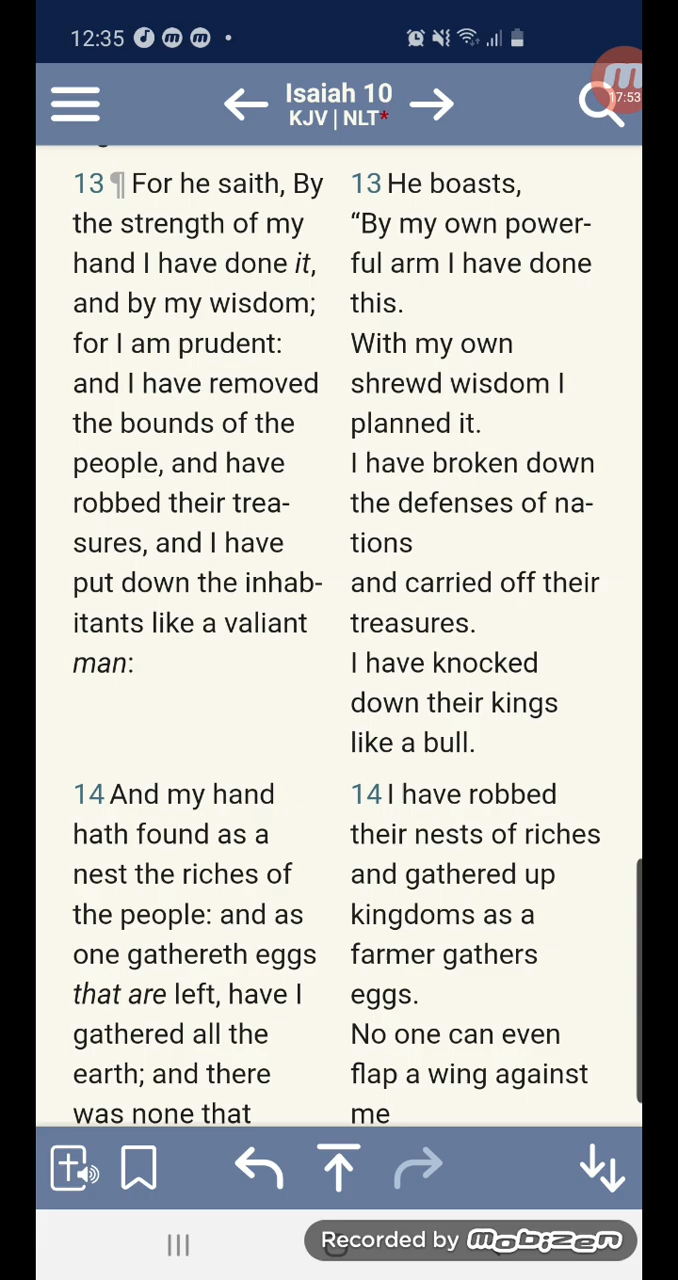 12:35
Isaiah 10
KJV | NLT*
17:53
13 ¶ For he saith, By
the strength of my
hand I have done it,
and by my wisdom;
for I am prudent:
and I have removed
the bounds of the
people, and have
robbed their trea-
sures, and I have
put down the inhab-
itants like a valiant
man:
14 And my hand
hath found as a
nest the riches of
the people: and as
one gathereth eggs
that are left, have I
gathered all the
earth; and there
was none that
13 He boasts,
“By my own power-
ful arm I have done
this.
With my own
shrewd wisdom I
planned it.
I have broken down
the defenses of na-
tions
and carried off their
treasures.
I have knocked
down their kings
like a bull.
14 I have robbed
their nests of riches
and gathered up
kingdoms as a
farmer gathers
eggs.
No one can even
flap a wing against
me
Recorded by mobizen